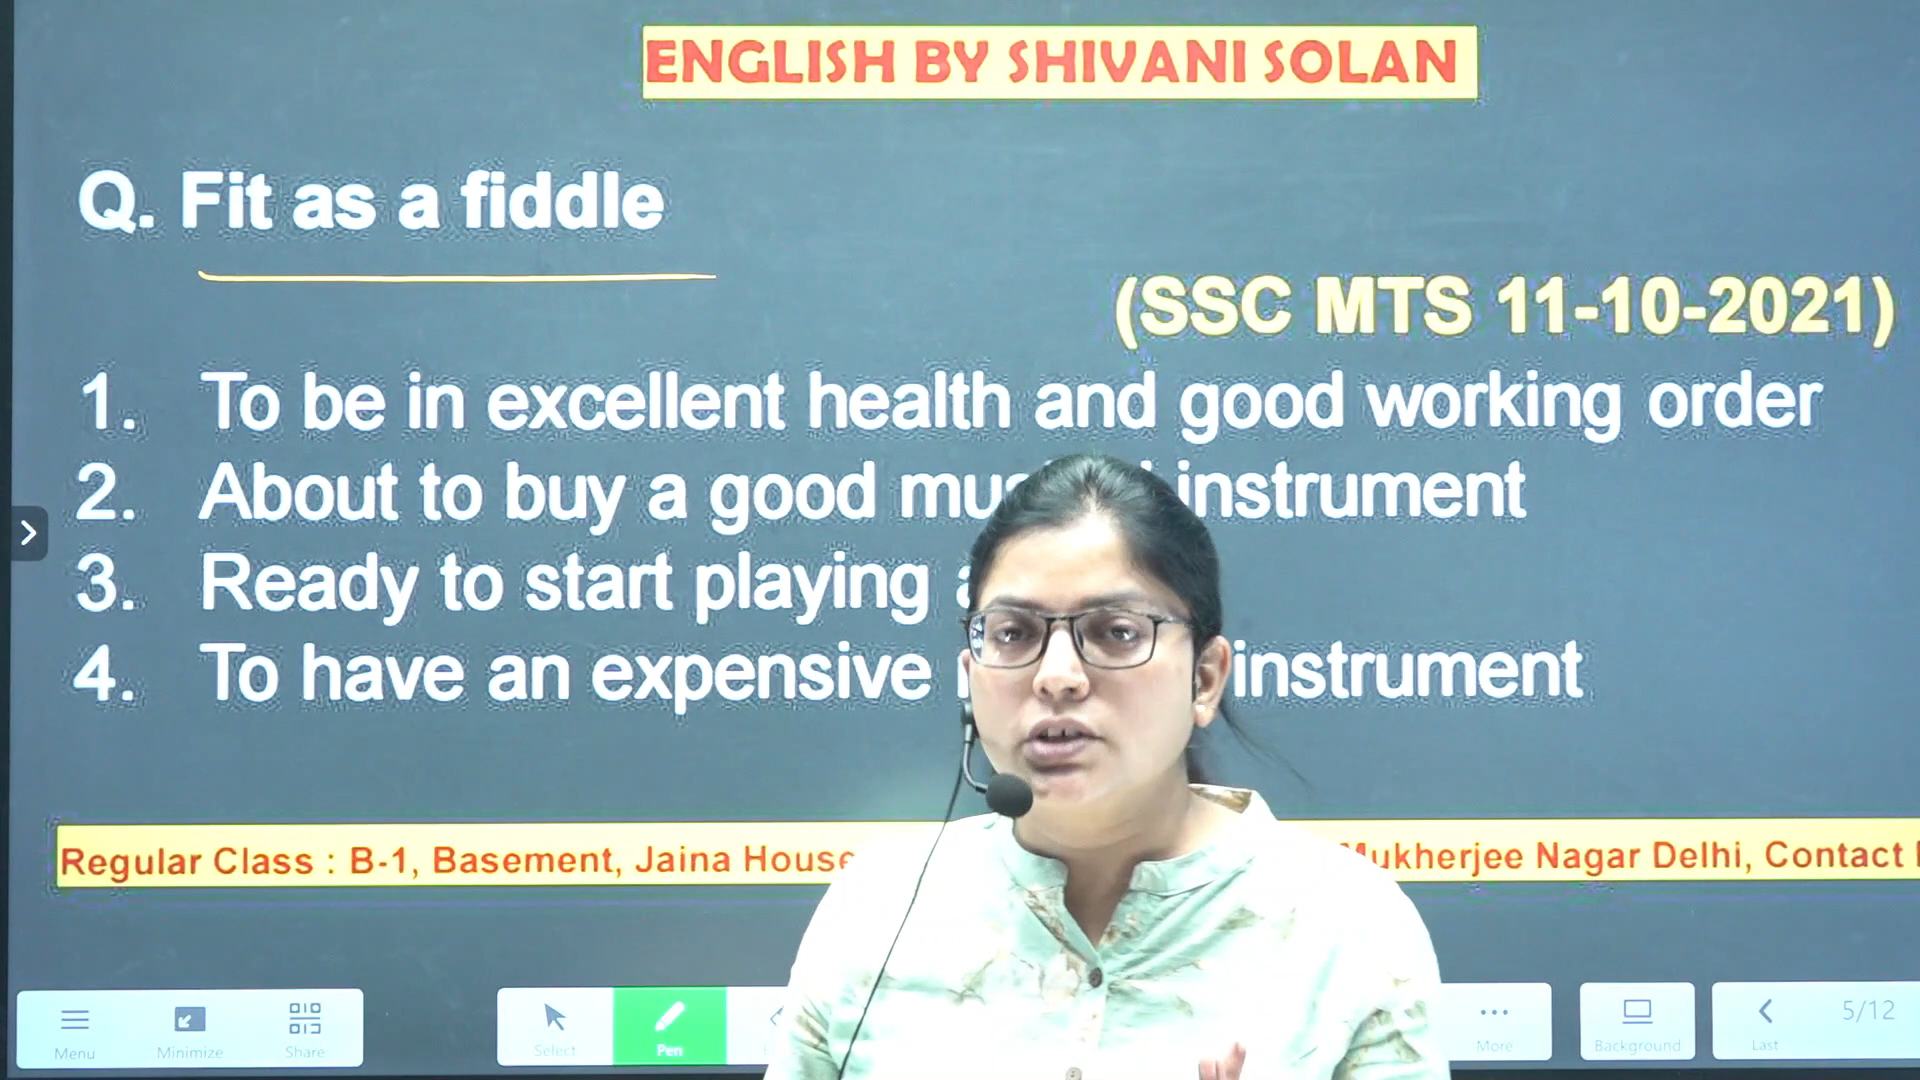 ENGLISH BY SHIVANI SOLAN
Q. Fit as a fiddle
(SSC MTS 11-10-2021)
1. To be in excellent health and good working order
2. About to buy a good instrument
3. Ready to start playing
4. To have an expensive instrument
Regular Class : B-1, Basement, Jaina House Mukherjee Nagar Delhi, Contact
Menu Minimize Share Select Pen More Background Last 5/12